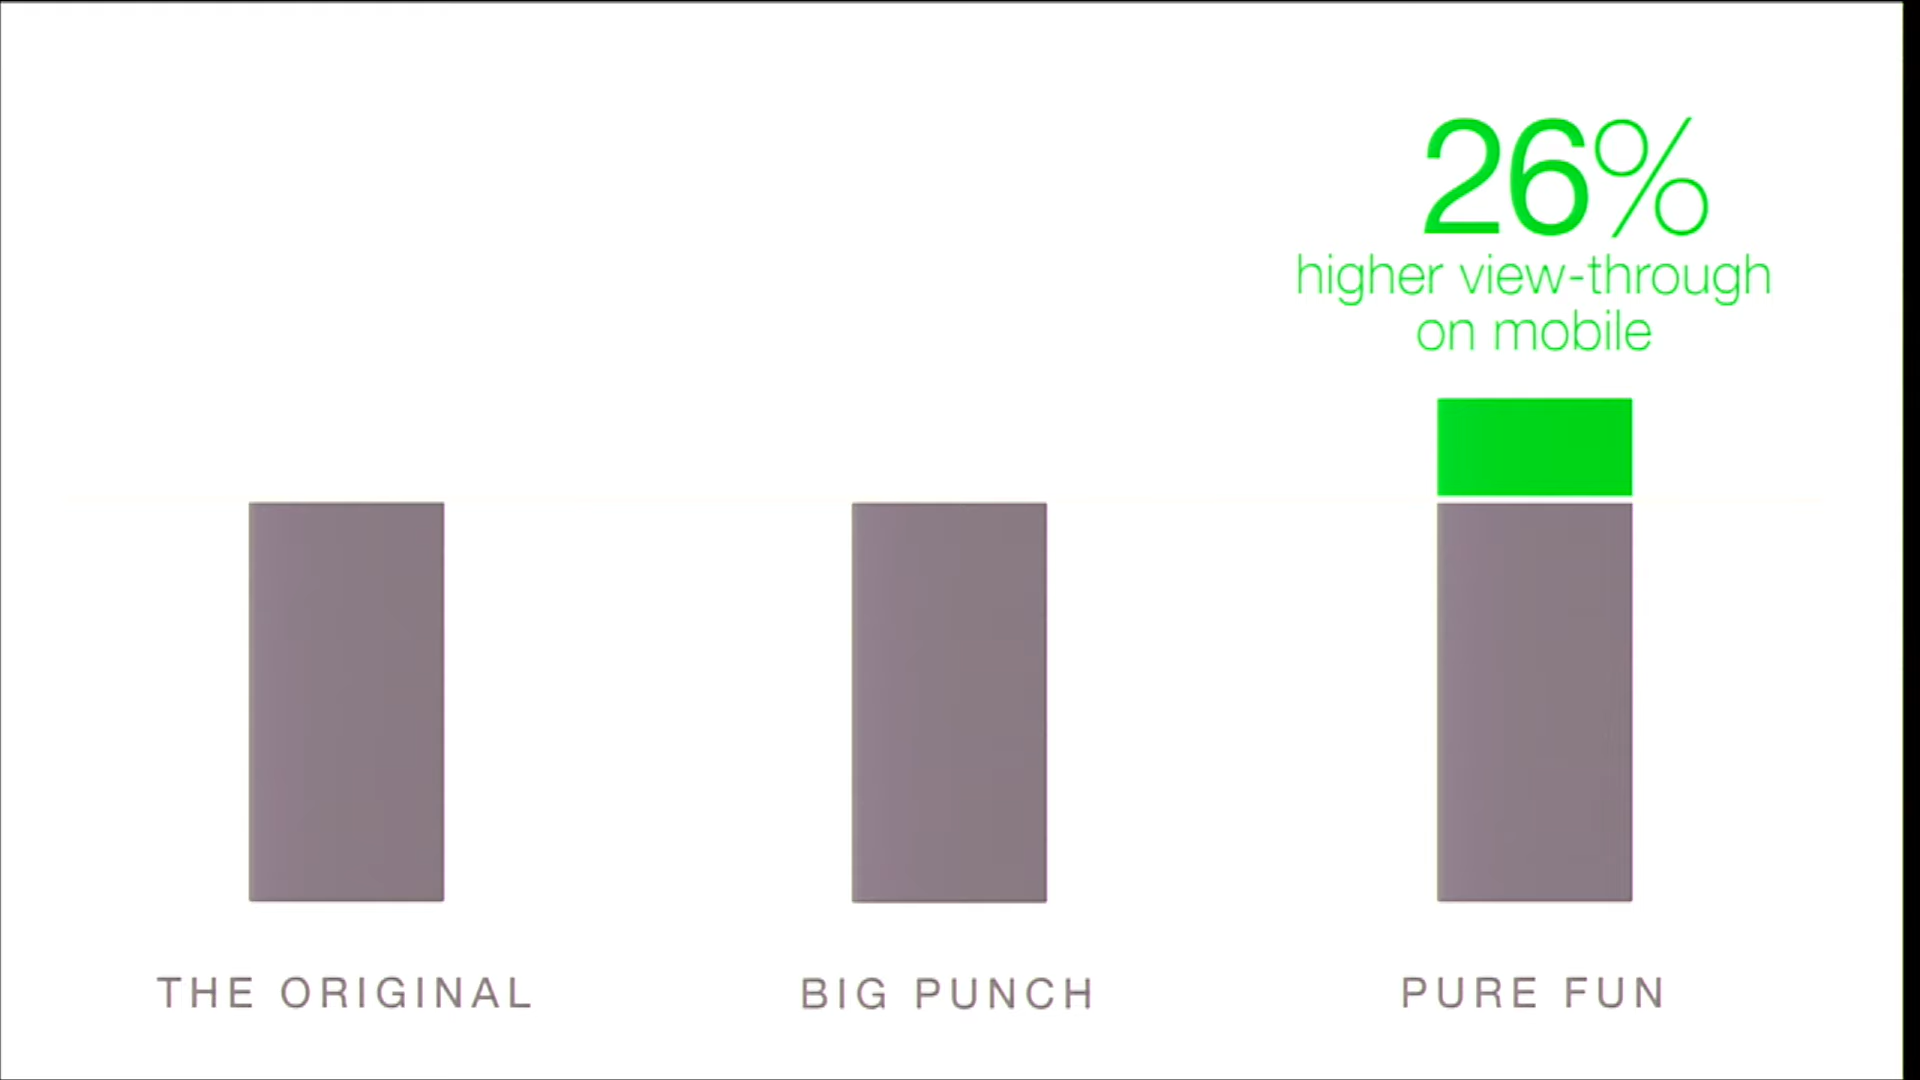 26%
higher view-through
on mobile
THE ORIGINAL
BIG PUNCH
PURE FUN